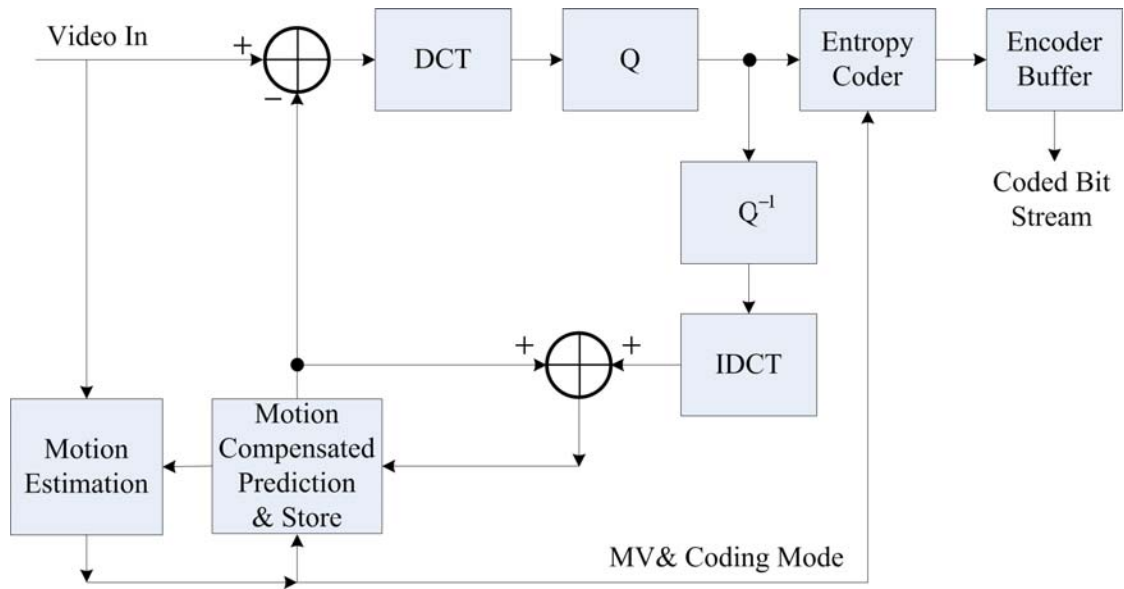 Video In
+
−
DCT
Q
Entropy
Coder
Encoder
Buffer
Coded Bit
Stream
Q⁻¹
IDCT
+
+
Motion
Estimation
Motion
Compensated
Prediction
& Store
MV& Coding Mode